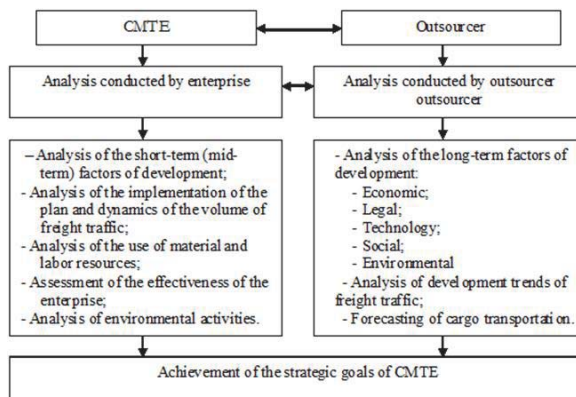 CMTE
Outsourcer
Analysis conducted by enterprise
Analysis conducted by outsourcer
outsourcer
– Analysis of the short-term (mid-
term) factors of development;
- Analysis of the implementation of the
plan and dynamics of the volume of
freight traffic;
- Analysis of the use of material and
labor resources;
- Assessment of the effectiveness of the
enterprise;
- Analysis of environmental activities.
- Analysis of the long-term factors of
development:
- Economic;
- Legal;
- Technology;
- Social;
- Environmental
- Analysis of development trends of
freight traffic;
- Forecasting of cargo transportation.
Achievement of the strategic goals of CMTE